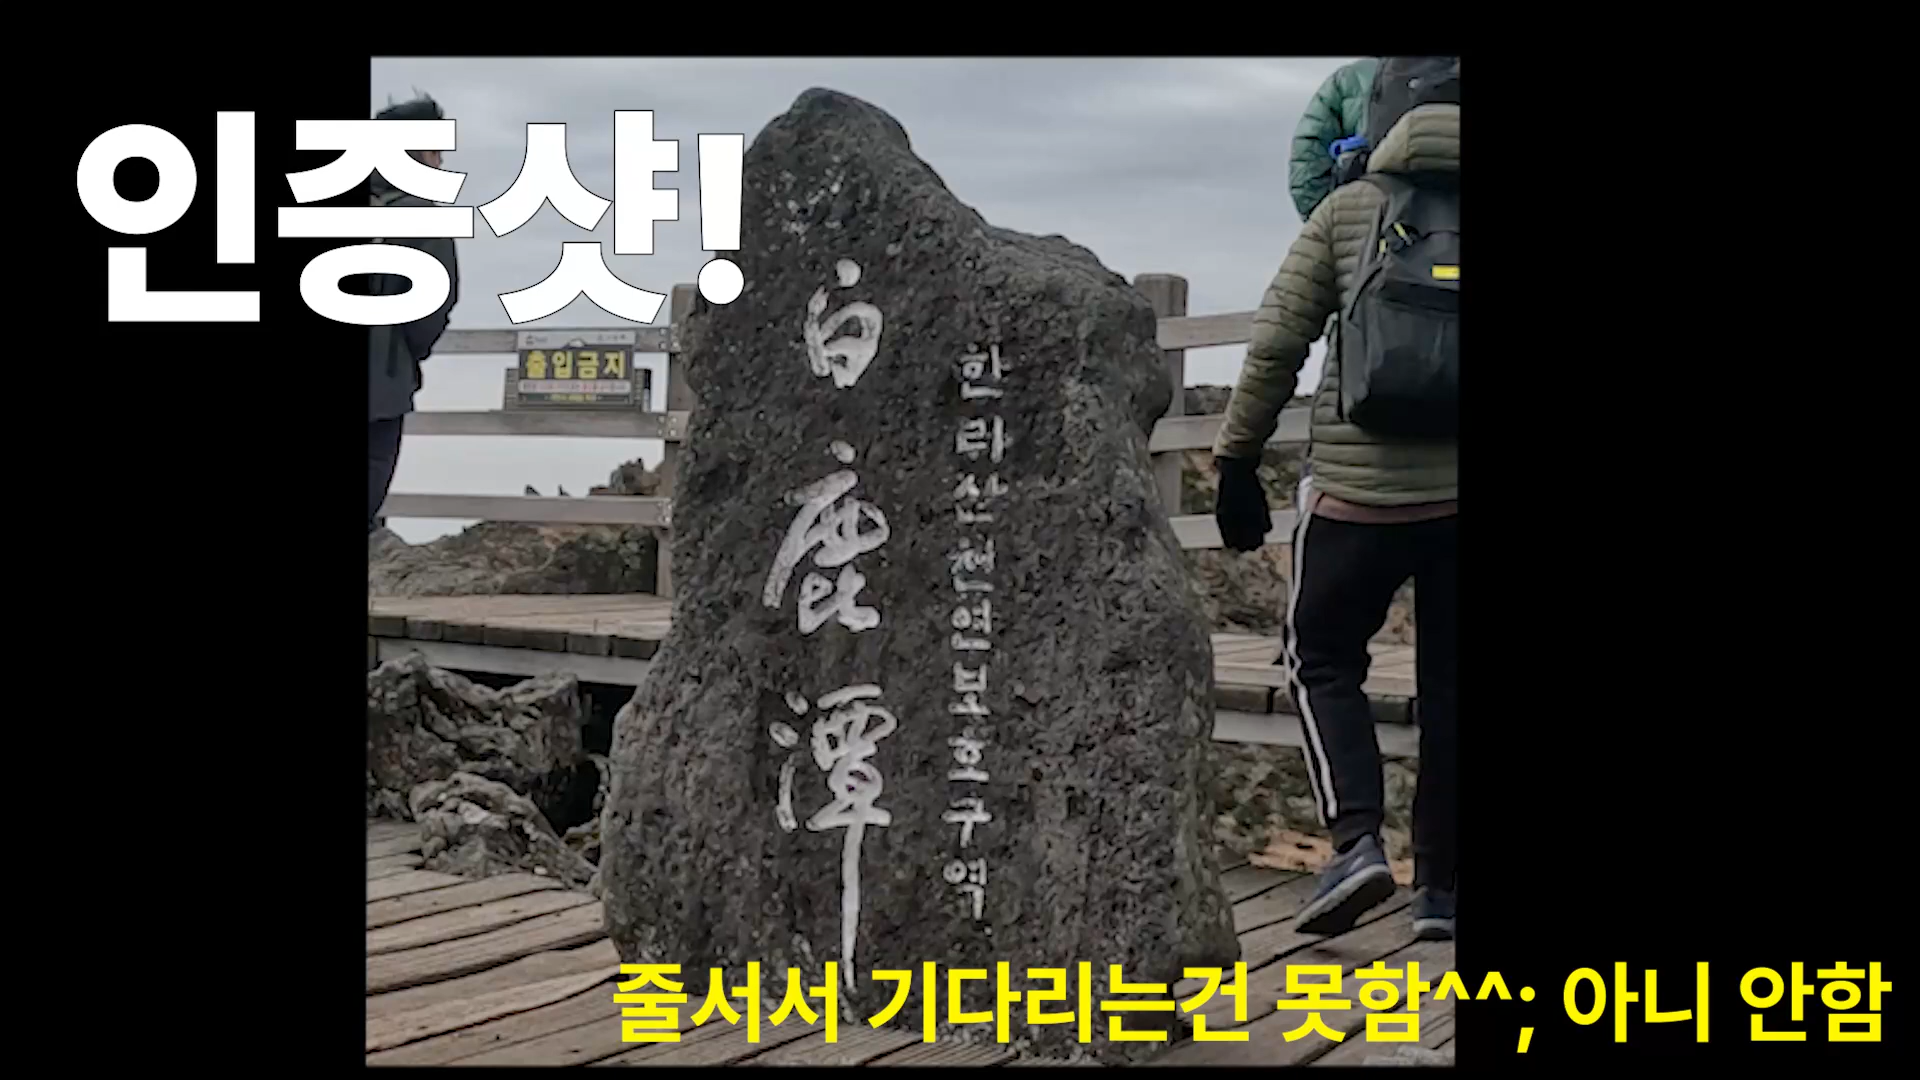 인증샷!
출입금지
白鹿潭
한라산천연보호구역
줄서서 기다리는건 못함^^; 아니 안함